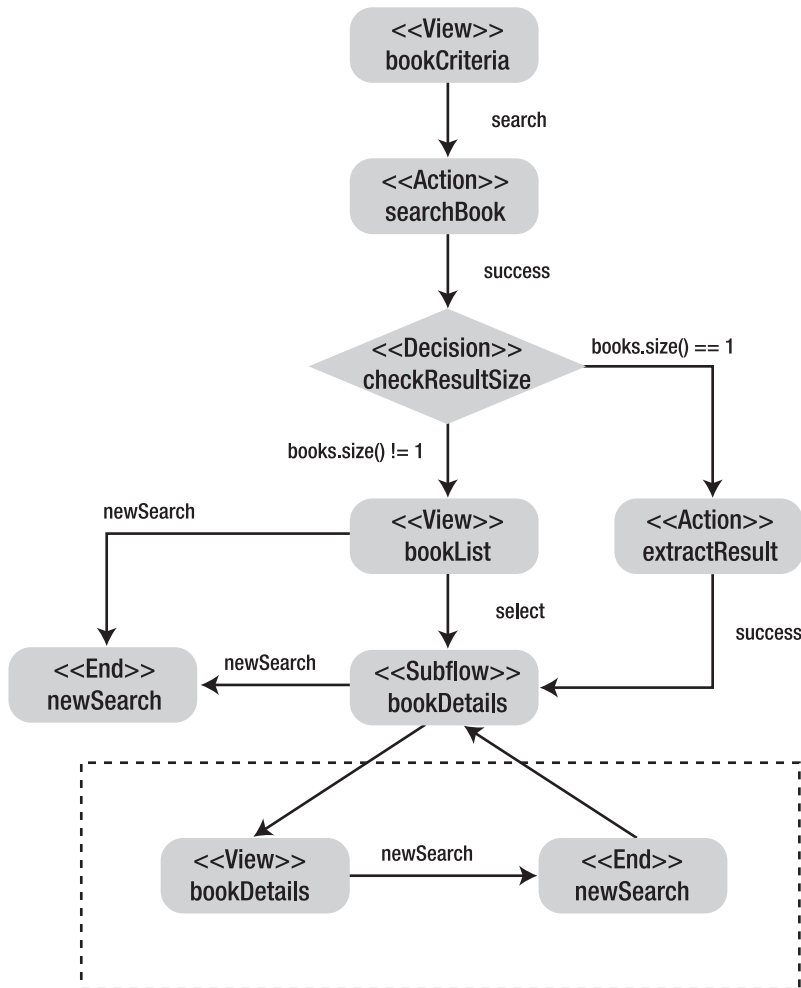 <<View>>
bookCriteria
search
<<Action>>
searchBook
success
<<Decision>>
checkResultSize
books.size() == 1
books.size() != 1
newSearch
<<View>>
bookList
<<Action>>
extractResult
select
success
<<End>>
newSearch
newSearch
<<Subflow>>
bookDetails
<<View>>
bookDetails
newSearch
<<End>>
newSearch